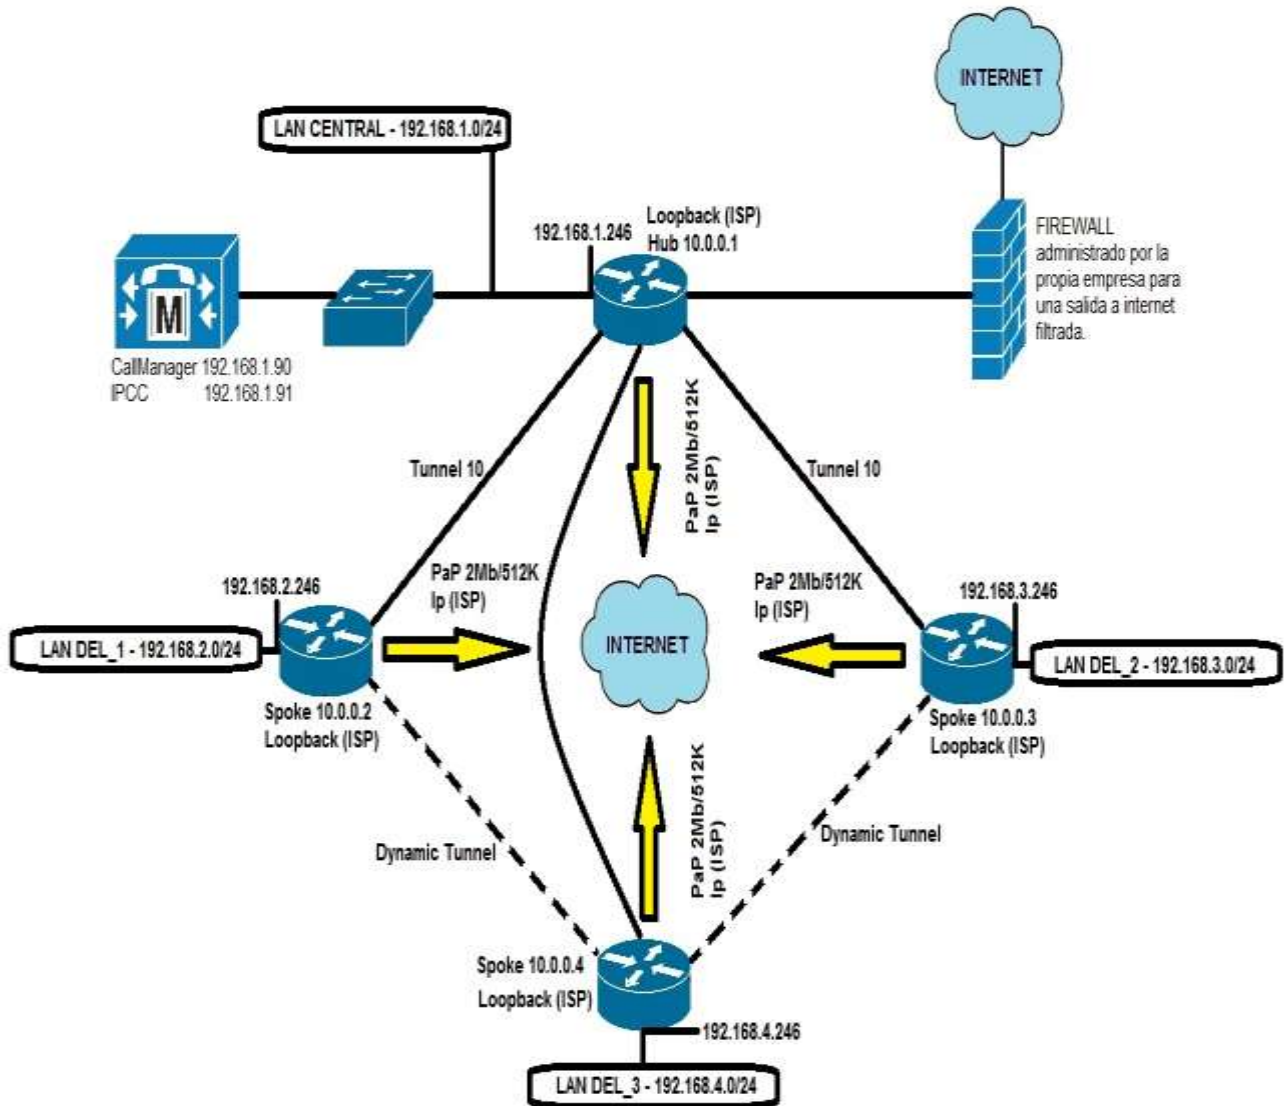 INTERNET
LAN CENTRAL - 192.168.1.0/24
Loopback (ISP)
Hub 10.0.0.1
192.168.1.246
FIREWALL
administrado por la
propia empresa para
una salida a internet
filtrada.
M
CallManager 192.168.1.90
IPCC 192.168.1.91
Tunnel 10
Tunnel 10
PaP 2Mb/512K
Ip (ISP)
192.168.2.246
PaP 2Mb/512K
Ip (ISP)
PaP 2Mb/512K
Ip (ISP)
192.168.3.246
LAN DEL_1 - 192.168.2.0/24
INTERNET
LAN DEL_2 - 192.168.3.0/24
Spoke 10.0.0.2
Loopback (ISP)
Spoke 10.0.0.3
Loopback (ISP)
PaP 2Mb/512K
Ip (ISP)
Dynamic Tunnel
Dynamic Tunnel
Spoke 10.0.0.4
Loopback (ISP)
192.168.4.246
LAN DEL_3 - 192.168.4.0/24